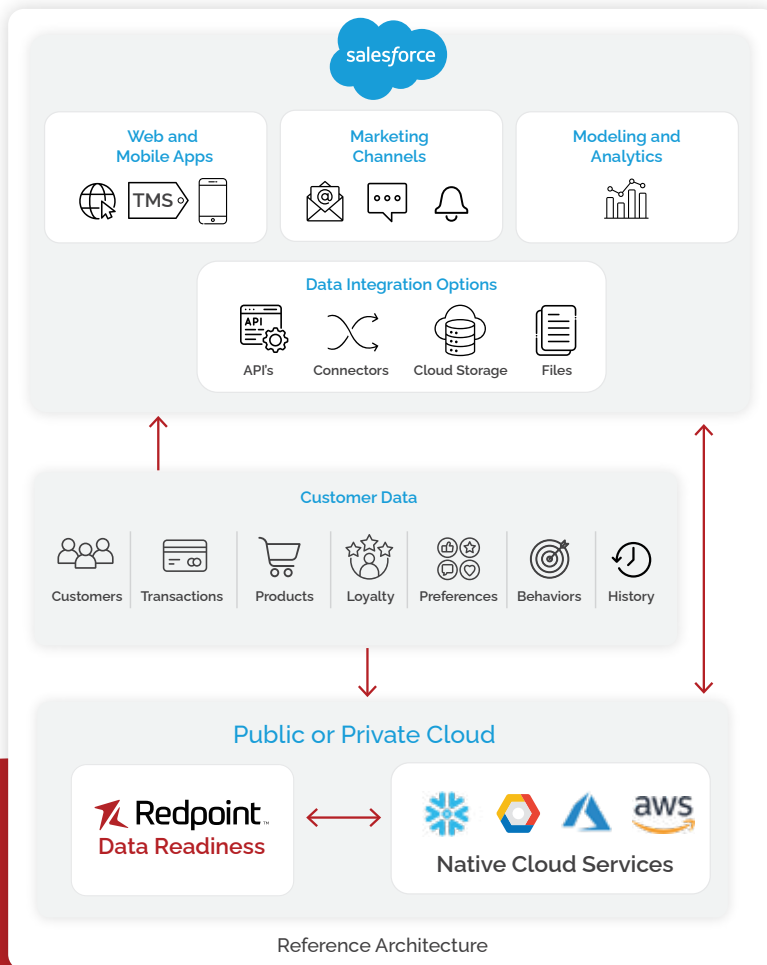 salesforce
Web and
Mobile Apps
TMS
Marketing
Channels
@
Modeling and
Analytics
Data Integration Options
API
API's
Connectors
Cloud Storage
Files
Customer Data
Customers
Transactions
Products
Loyalty
Preferences
Behaviors
History
Public or Private Cloud
Redpoint™
Data Readiness
aws
Native Cloud Services
Reference Architecture